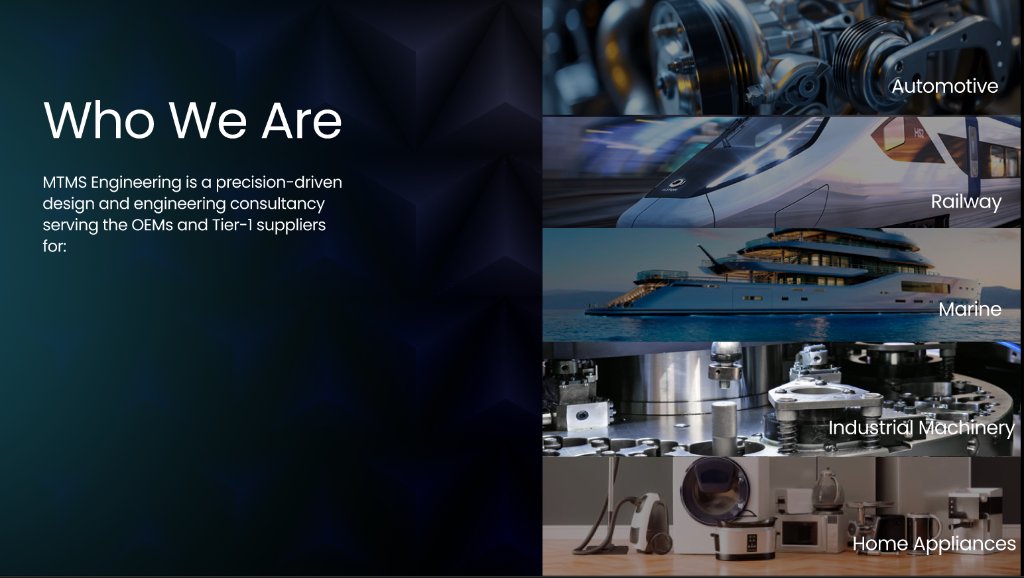 Who We Are
MTMS Engineering is a precision-driven
design and engineering consultancy
serving the OEMs and Tier-1 suppliers
for:
Automotive
Railway
Marine
Industrial Machinery
Home Appliances